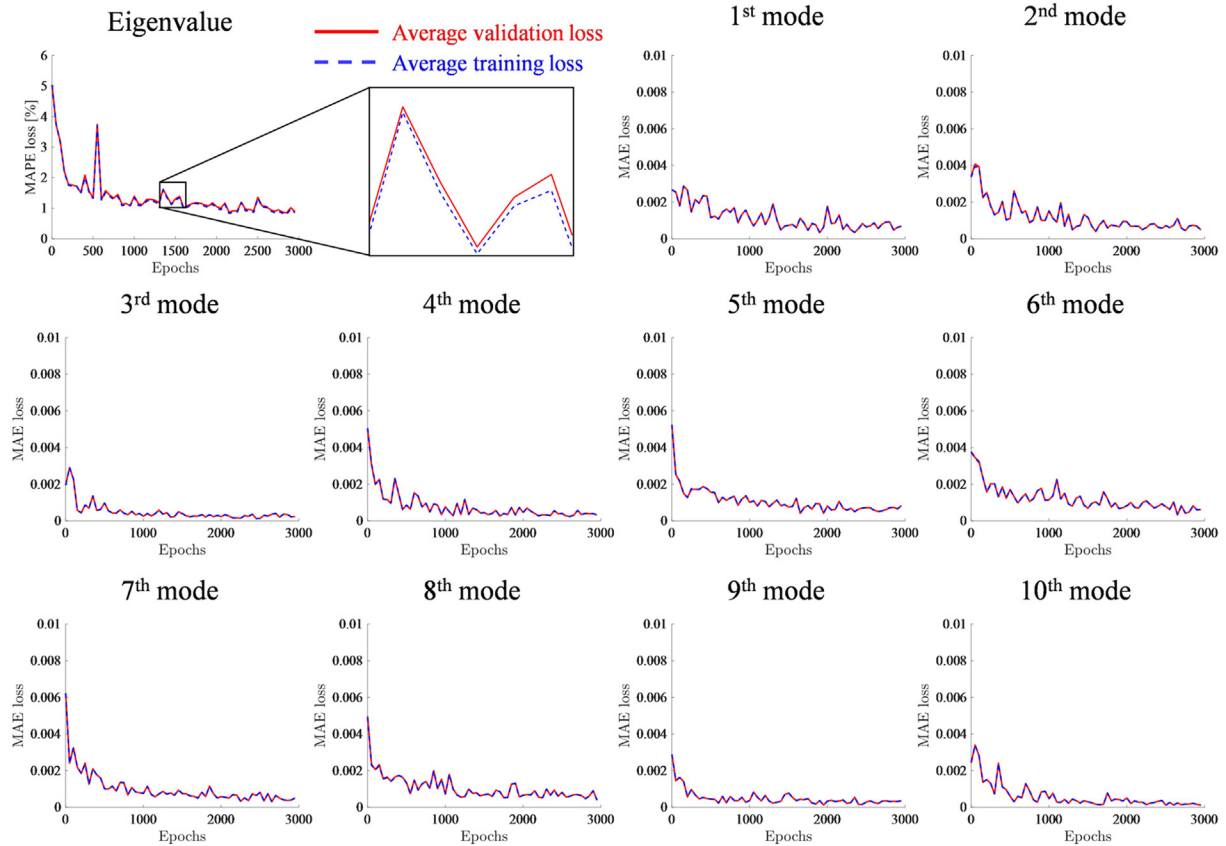 Eigenvalue
Average validation loss
Average training loss
6
5
4
3
2
1
0
MAPE loss [%]
0 500 1000 1500 2000 2500 3000
Epochs
1st mode
0.01
0.008
0.006
0.004
0.002
0
MAE loss
0 1000 2000 3000
Epochs
2nd mode
0.01
0.008
0.006
0.004
0.002
0
MAE loss
0 1000 2000 3000
Epochs
3rd mode
0.01
0.008
0.006
0.004
0.002
0
MAE loss
0 1000 2000 3000
Epochs
4th mode
0.01
0.008
0.006
0.004
0.002
0
MAE loss
0 1000 2000 3000
Epochs
5th mode
0.01
0.008
0.006
0.004
0.002
0
MAE loss
0 1000 2000 3000
Epochs
6th mode
0.01
0.008
0.006
0.004
0.002
0
MAE loss
0 1000 2000 3000
Epochs
7th mode
0.01
0.008
0.006
0.004
0.002
0
MAE loss
0 1000 2000 3000
Epochs
8th mode
0.01
0.008
0.006
0.004
0.002
0
MAE loss
0 1000 2000 3000
Epochs
9th mode
0.01
0.008
0.006
0.004
0.002
0
MAE loss
0 1000 2000 3000
Epochs
10th mode
0.01
0.008
0.006
0.004
0.002
0
MAE loss
0 1000 2000 3000
Epochs